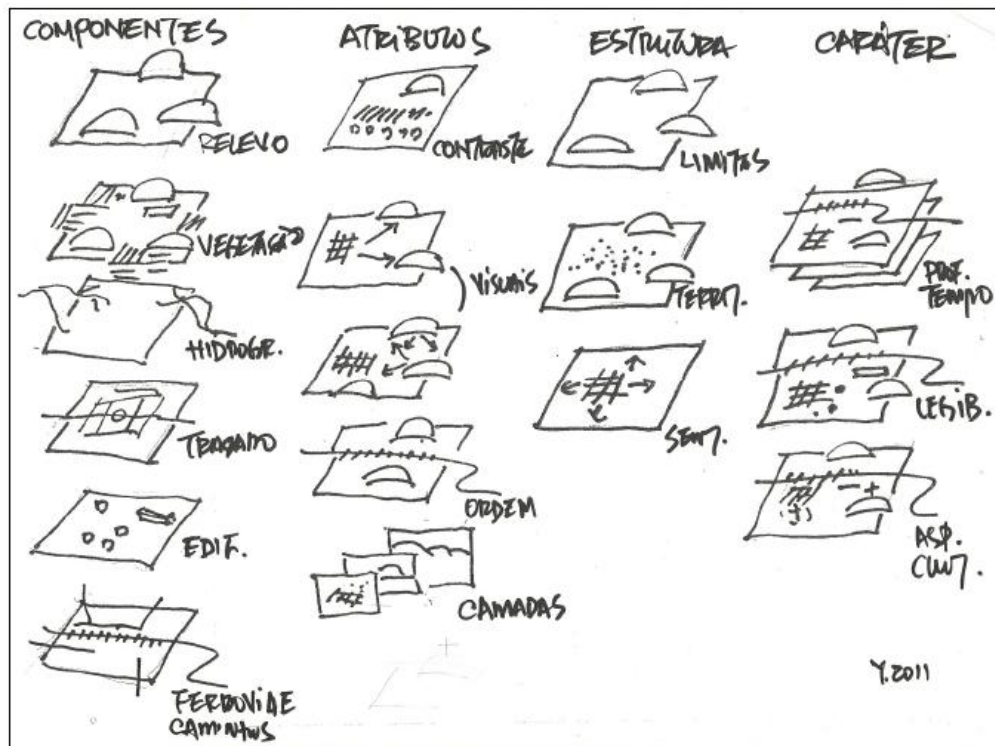 COMPONENTES
RELEVO
VEGETAÇÃO
HIDROGR.
TRAÇADO
EDIF.
FERROVIA E
CAMINHOS
ATRIBUTOS
CONTRASTE
VISUAIS
ORDEM
CAMADAS
ESTRUTURA
LIMITES
TERRIT.
CARÁTER
PROF.
TEMPO
LEGIB.
ASP.
CULT.
Y.2011